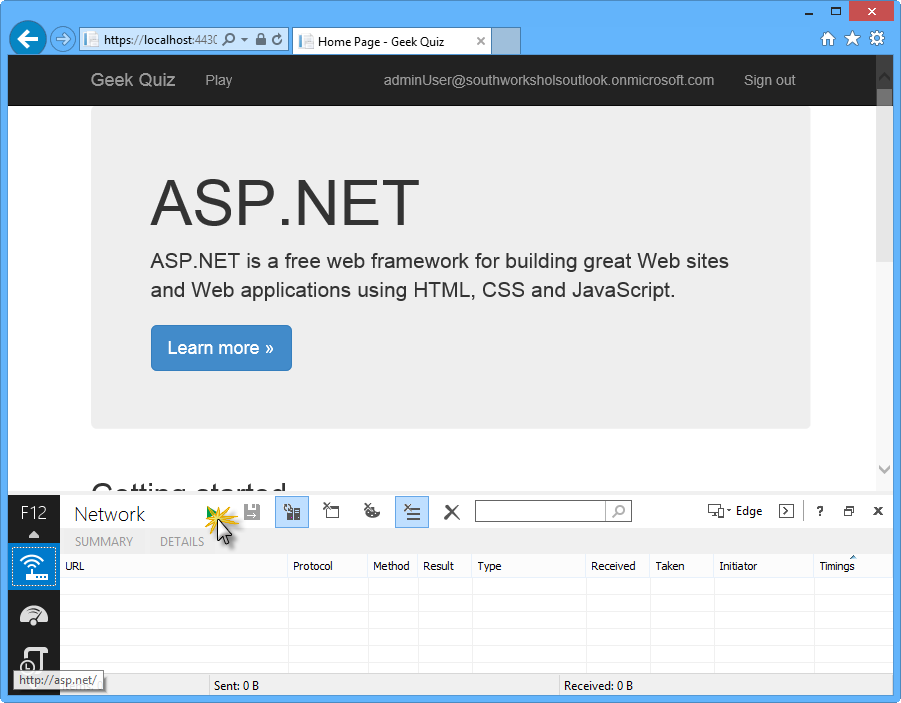 https://localhost:4430
Home Page - Geek Quiz
Geek Quiz Play adminUser@southworksholsoutlook.onmicrosoft.com Sign out
ASP.NET
ASP.NET is a free web framework for building great Web sites
and Web applications using HTML, CSS and JavaScript.
Learn more »
Getting started
F12 Network
Edge ?
SUMMARY DETAILS
URL Protocol Method Result Type Received Taken Initiator Timings
http://asp.net/
Sent: 0 B Received: 0 B